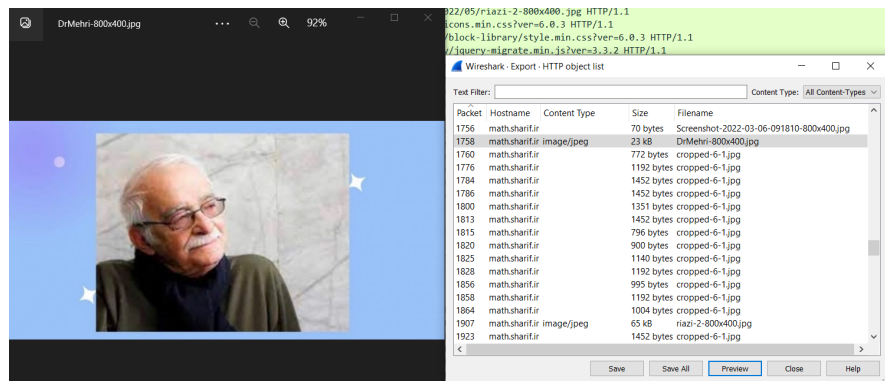 DrMehri-800x400.jpg
92%
022/05/riazi-2-800x400.jpg HTTP/1.1
icons.min.css?ver=6.0.3 HTTP/1.1
/block-library/style.min.css?ver=6.0.3 HTTP/1.1
y/jquery-migrate.min.js?ver=3.3.2 HTTP/1.1
Wireshark · Export · HTTP object list
Text Filter: Content Type: All Content-Types
Packet Hostname Content Type Size Filename
1756 math.sharif.ir 70 bytes Screenshot-2022-03-06-091810-800x400.jpg
1758 math.sharif.ir image/jpeg 23 kB DrMehri-800x400.jpg
1760 math.sharif.ir 772 bytes cropped-6-1.jpg
1776 math.sharif.ir 1192 bytes cropped-6-1.jpg
1784 math.sharif.ir 1452 bytes cropped-6-1.jpg
1786 math.sharif.ir 1452 bytes cropped-6-1.jpg
1800 math.sharif.ir 1351 bytes cropped-6-1.jpg
1813 math.sharif.ir 1452 bytes cropped-6-1.jpg
1815 math.sharif.ir 796 bytes cropped-6-1.jpg
1820 math.sharif.ir 900 bytes cropped-6-1.jpg
1825 math.sharif.ir 1140 bytes cropped-6-1.jpg
1828 math.sharif.ir 1192 bytes cropped-6-1.jpg
1856 math.sharif.ir 995 bytes cropped-6-1.jpg
1858 math.sharif.ir 1192 bytes cropped-6-1.jpg
1864 math.sharif.ir 1004 bytes cropped-6-1.jpg
1907 math.sharif.ir image/jpeg 65 kB riazi-2-800x400.jpg
1923 math.sharif.ir 1452 bytes cropped-6-1.jpg
Save Save All Preview Close Help